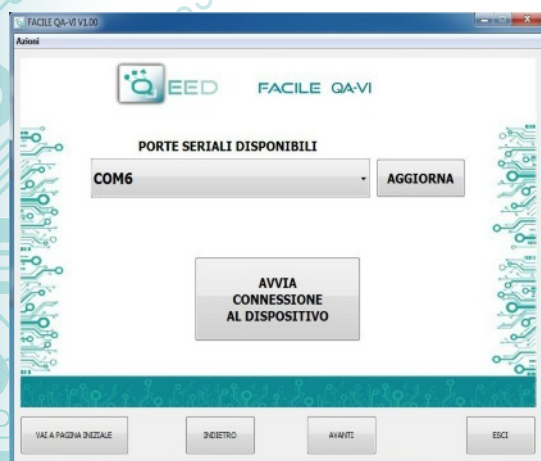 FACILE QA-VI V1.00
Azioni
QEED FACILE QA-VI
PORTE SERIALI DISPONIBILI
COM6
AGGIORNA
AVVIA
CONNESSIONE
AL DISPOSITIVO
VAI A PAGINA INIZIALE
INDIETRO
AVANTI
ESCI